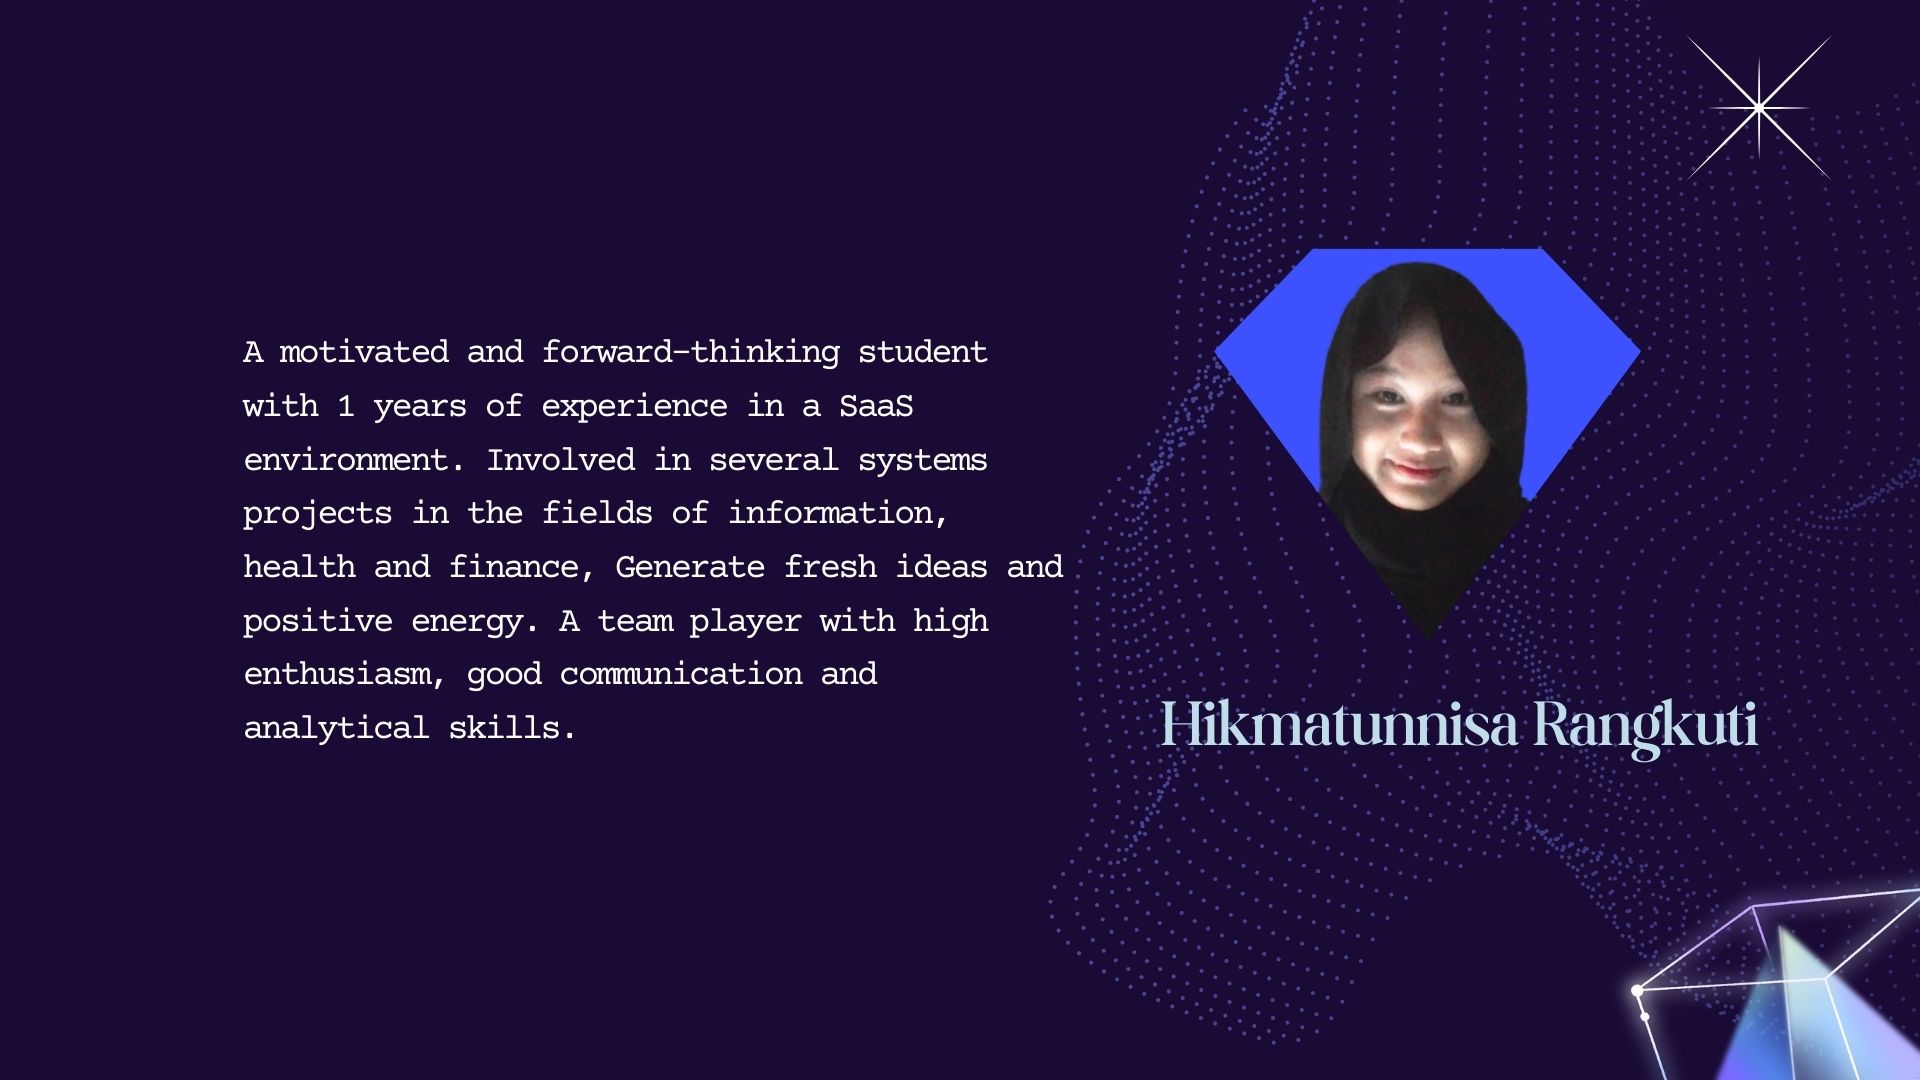 A motivated and forward-thinking student
with 1 years of experience in a SaaS
environment. Involved in several systems
projects in the fields of information,
health and finance, Generate fresh ideas and
positive energy. A team player with high
enthusiasm, good communication and
analytical skills.
Hikmatunnisa Rangkuti